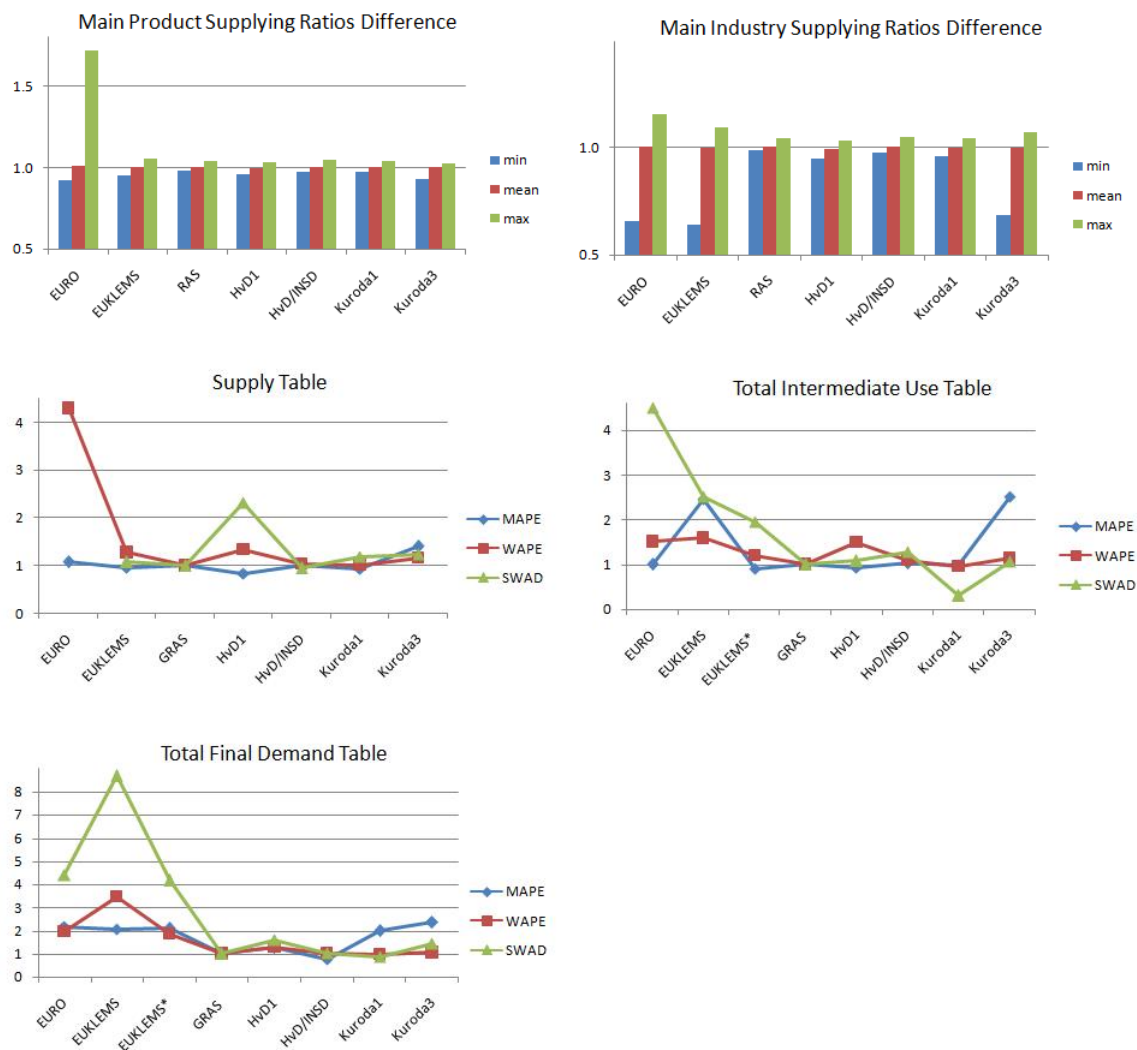 Main Product Supplying Ratios Difference
1.5
1.0
0.5
EURO
EUKLEMS
RAS
HvD1
HvD/INSD
Kuroda1
Kuroda3
min
mean
max
Main Industry Supplying Ratios Difference
1.0
0.5
EURO
EUKLEMS
RAS
HvD1
HvD/INSD
Kuroda1
Kuroda3
min
mean
max
Supply Table
4
3
2
1
0
EURO
EUKLEMS
GRAS
HvD1
HvD/INSD
Kuroda1
Kuroda3
MAPE
WAPE
SWAD
Total Intermediate Use Table
4
3
2
1
0
EURO
EUKLEMS
EUKLEMS*
GRAS
HvD1
HvD/INSD
Kuroda1
Kuroda3
MAPE
WAPE
SWAD
Total Final Demand Table
8
7
6
5
4
3
2
1
0
EURO
EUKLEMS
EUKLEMS*
GRAS
HvD1
HvD/INSD
Kuroda1
Kuroda3
MAPE
WAPE
SWAD